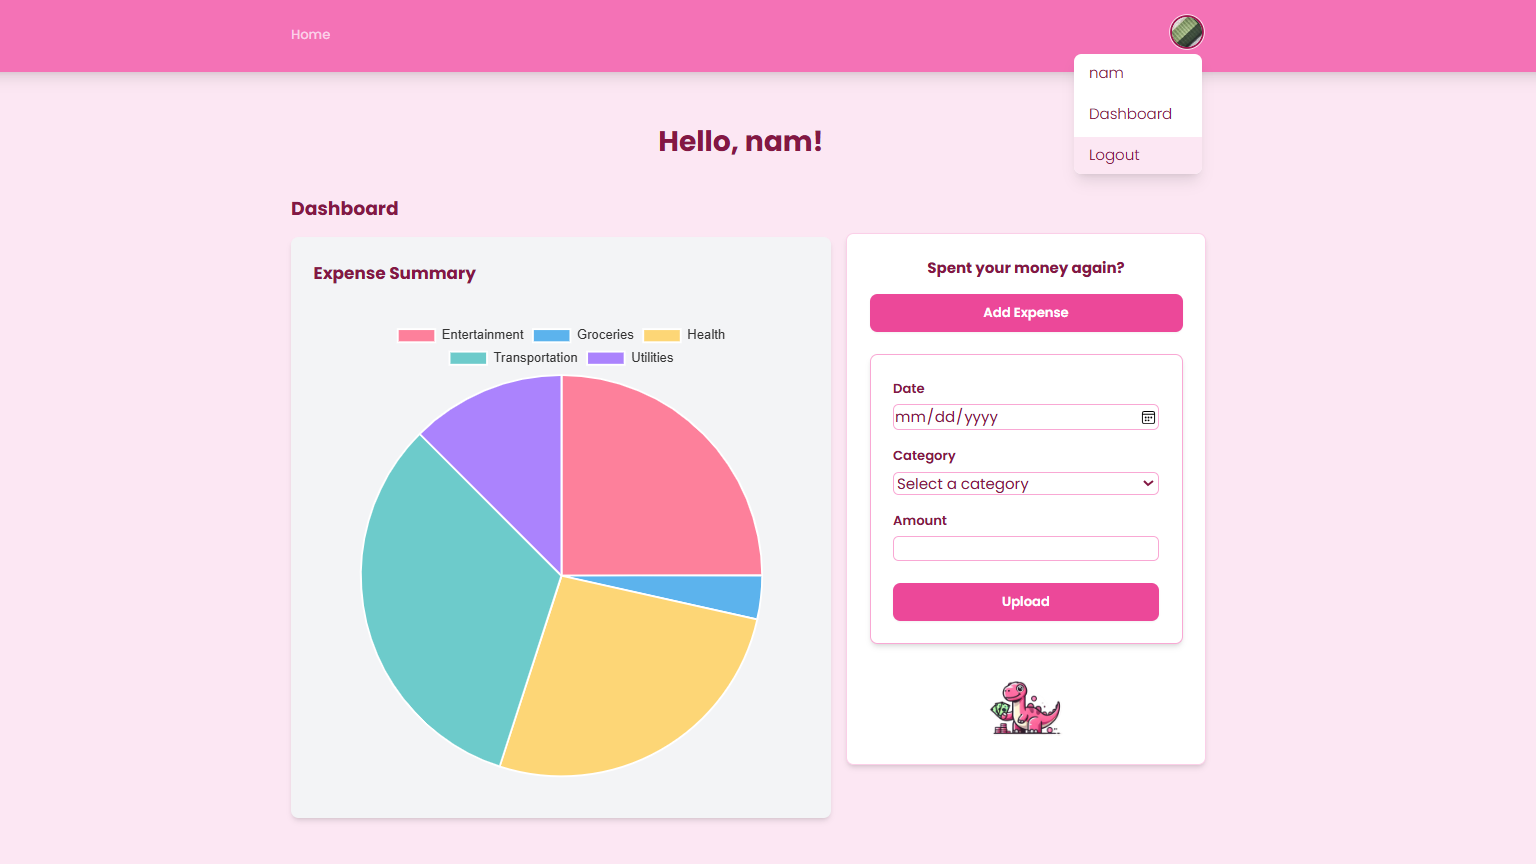 Home
nam
Dashboard
Logout
Hello, nam!
Dashboard
Expense Summary
Entertainment Groceries Health
Transportation Utilities
Spent your money again?
Add Expense
Date
mm/dd/yyyy
Category
Select a category
Amount
Upload